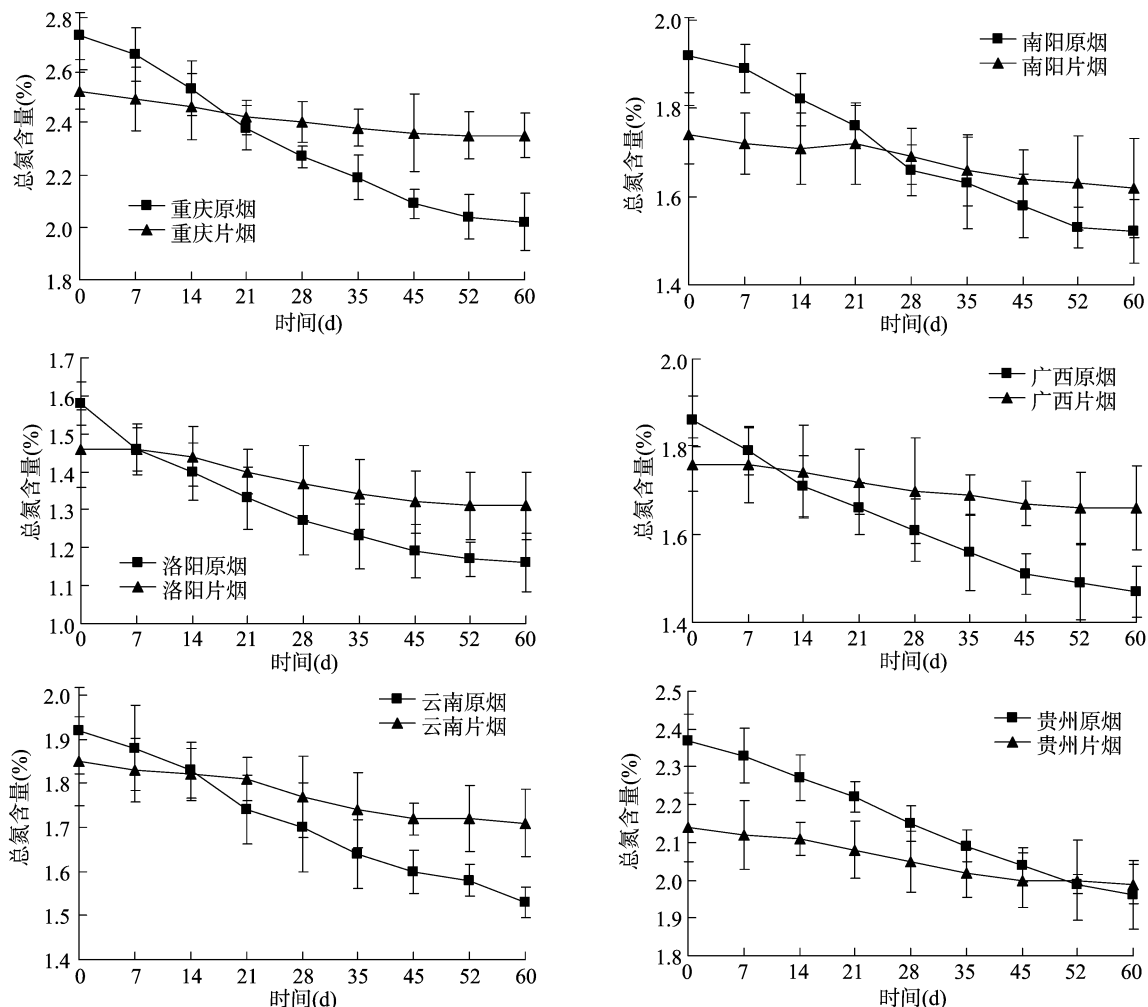 2.8
2.6
2.4
2.2
2.0
1.8
总氮含量(%)
重庆原烟
重庆片烟
0 7 14 21 28 35 45 52 60
时间(d)
2.0
1.8
1.6
1.4
总氮含量(%)
南阳原烟
南阳片烟
0 7 14 21 28 35 45 52 60
时间(d)
1.7
1.6
1.5
1.4
1.3
1.2
1.1
1.0
总氮含量(%)
洛阳原烟
洛阳片烟
0 7 14 21 28 35 45 52 60
时间(d)
2.0
1.8
1.6
1.4
总氮含量(%)
广西原烟
广西片烟
0 7 14 21 28 35 45 52 60
时间(d)
2.0
1.9
1.8
1.7
1.6
1.5
1.4
总氮含量(%)
云南原烟
云南片烟
0 7 14 21 28 35 45 52 60
时间(d)
2.5
2.4
2.3
2.2
2.1
2.0
1.9
1.8
总氮含量(%)
贵州原烟
贵州片烟
0 7 14 21 28 35 45 52 60
时间(d)